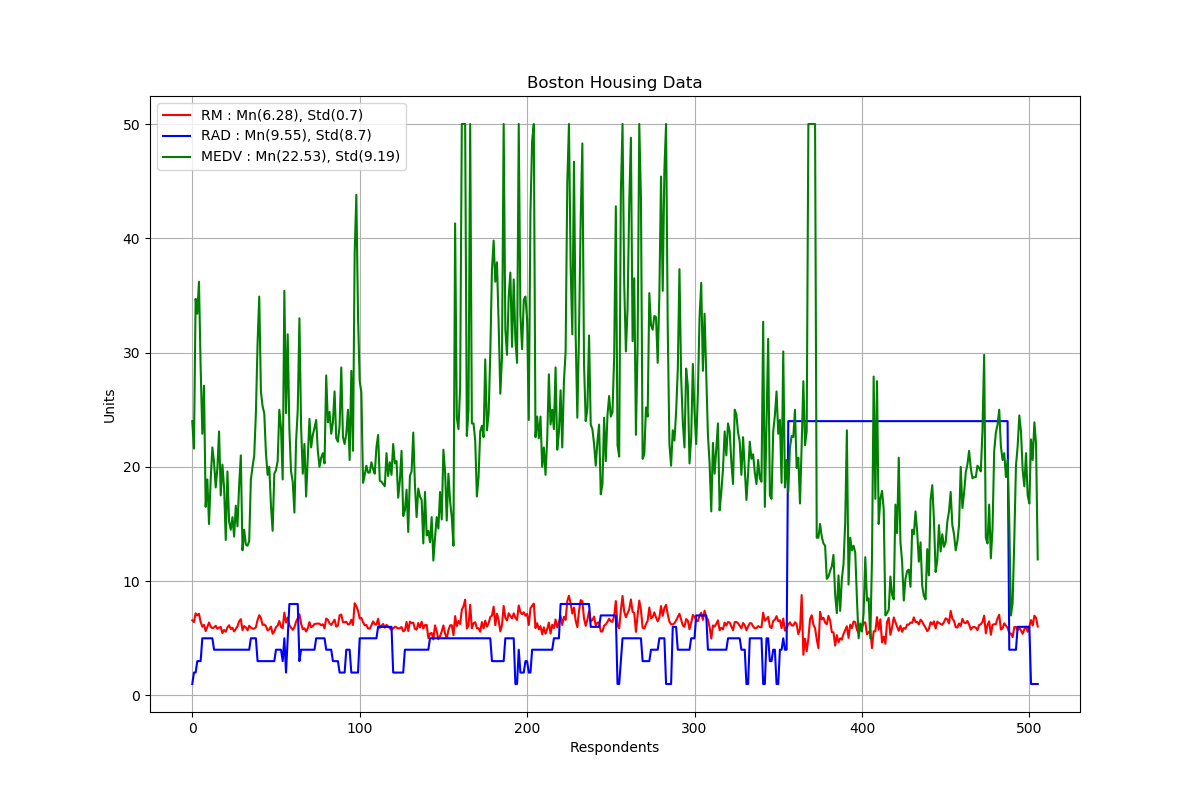 Boston Housing Data
RM : Mn(6.28), Std(0.7)
RAD : Mn(9.55), Std(8.7)
MEDV : Mn(22.53), Std(9.19)
50
40
30
20
10
0
Units
0 100 200 300 400 500
Respondents